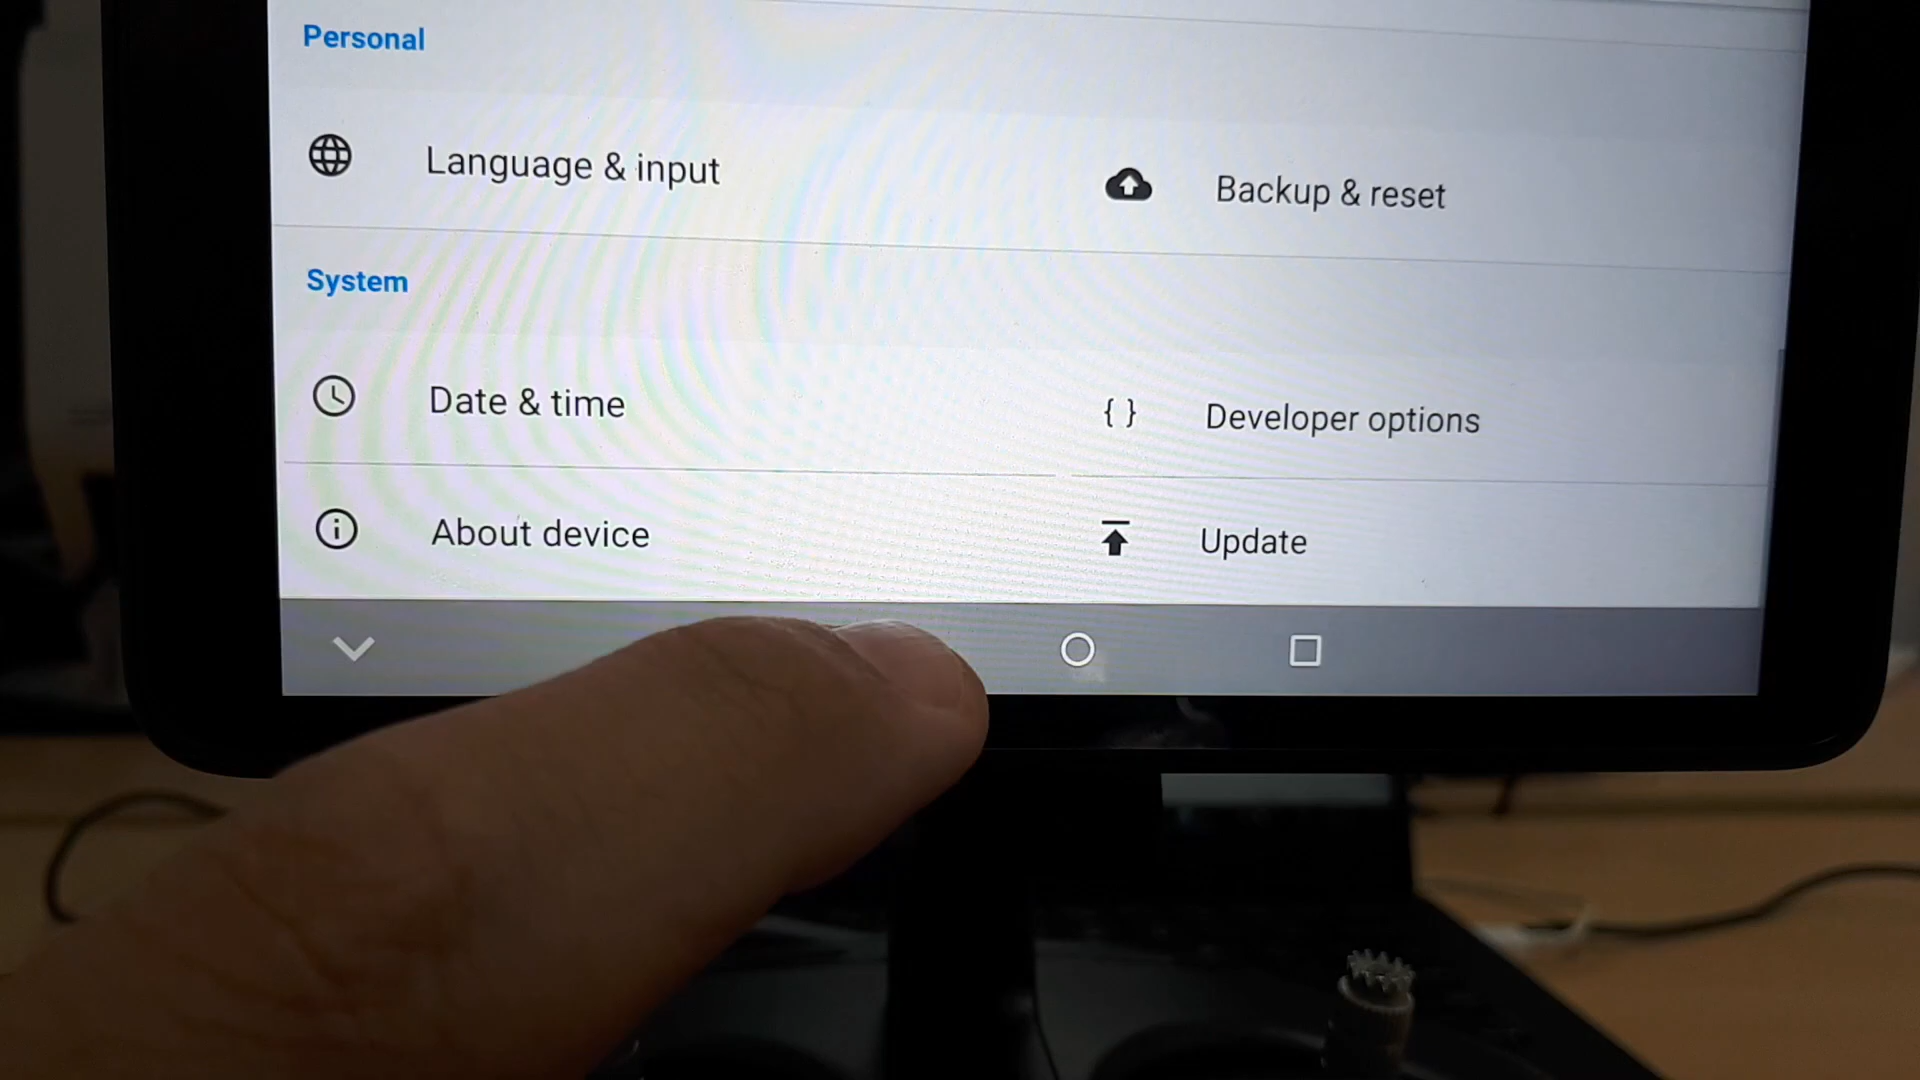 Personal
Language & input
Backup & reset
System
Date & time
{ } Developer options
About device
Update